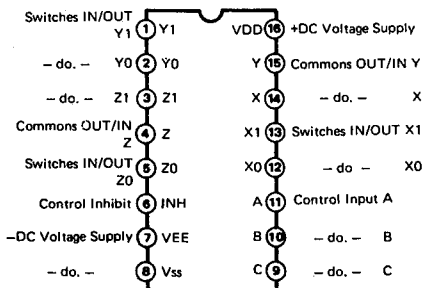 Switches IN/OUT
Y1 1 Y1 VDD 16 +DC Voltage Supply
– do. – Y0 2 Y0 Y 15 Commons OUT/IN Y
– do. – Z1 3 Z1 X 14 – do. – X
Commons OUT/IN
Z 4 Z X1 13 Switches IN/OUT X1
Switches IN/OUT
Z0 5 Z0 X0 12 – do – X0
Control Inhibit 6 INH A 11 Control Input A
–DC Voltage Supply 7 VEE B 10 – do. – B
– do. – 8 Vss C 9 – do. – C